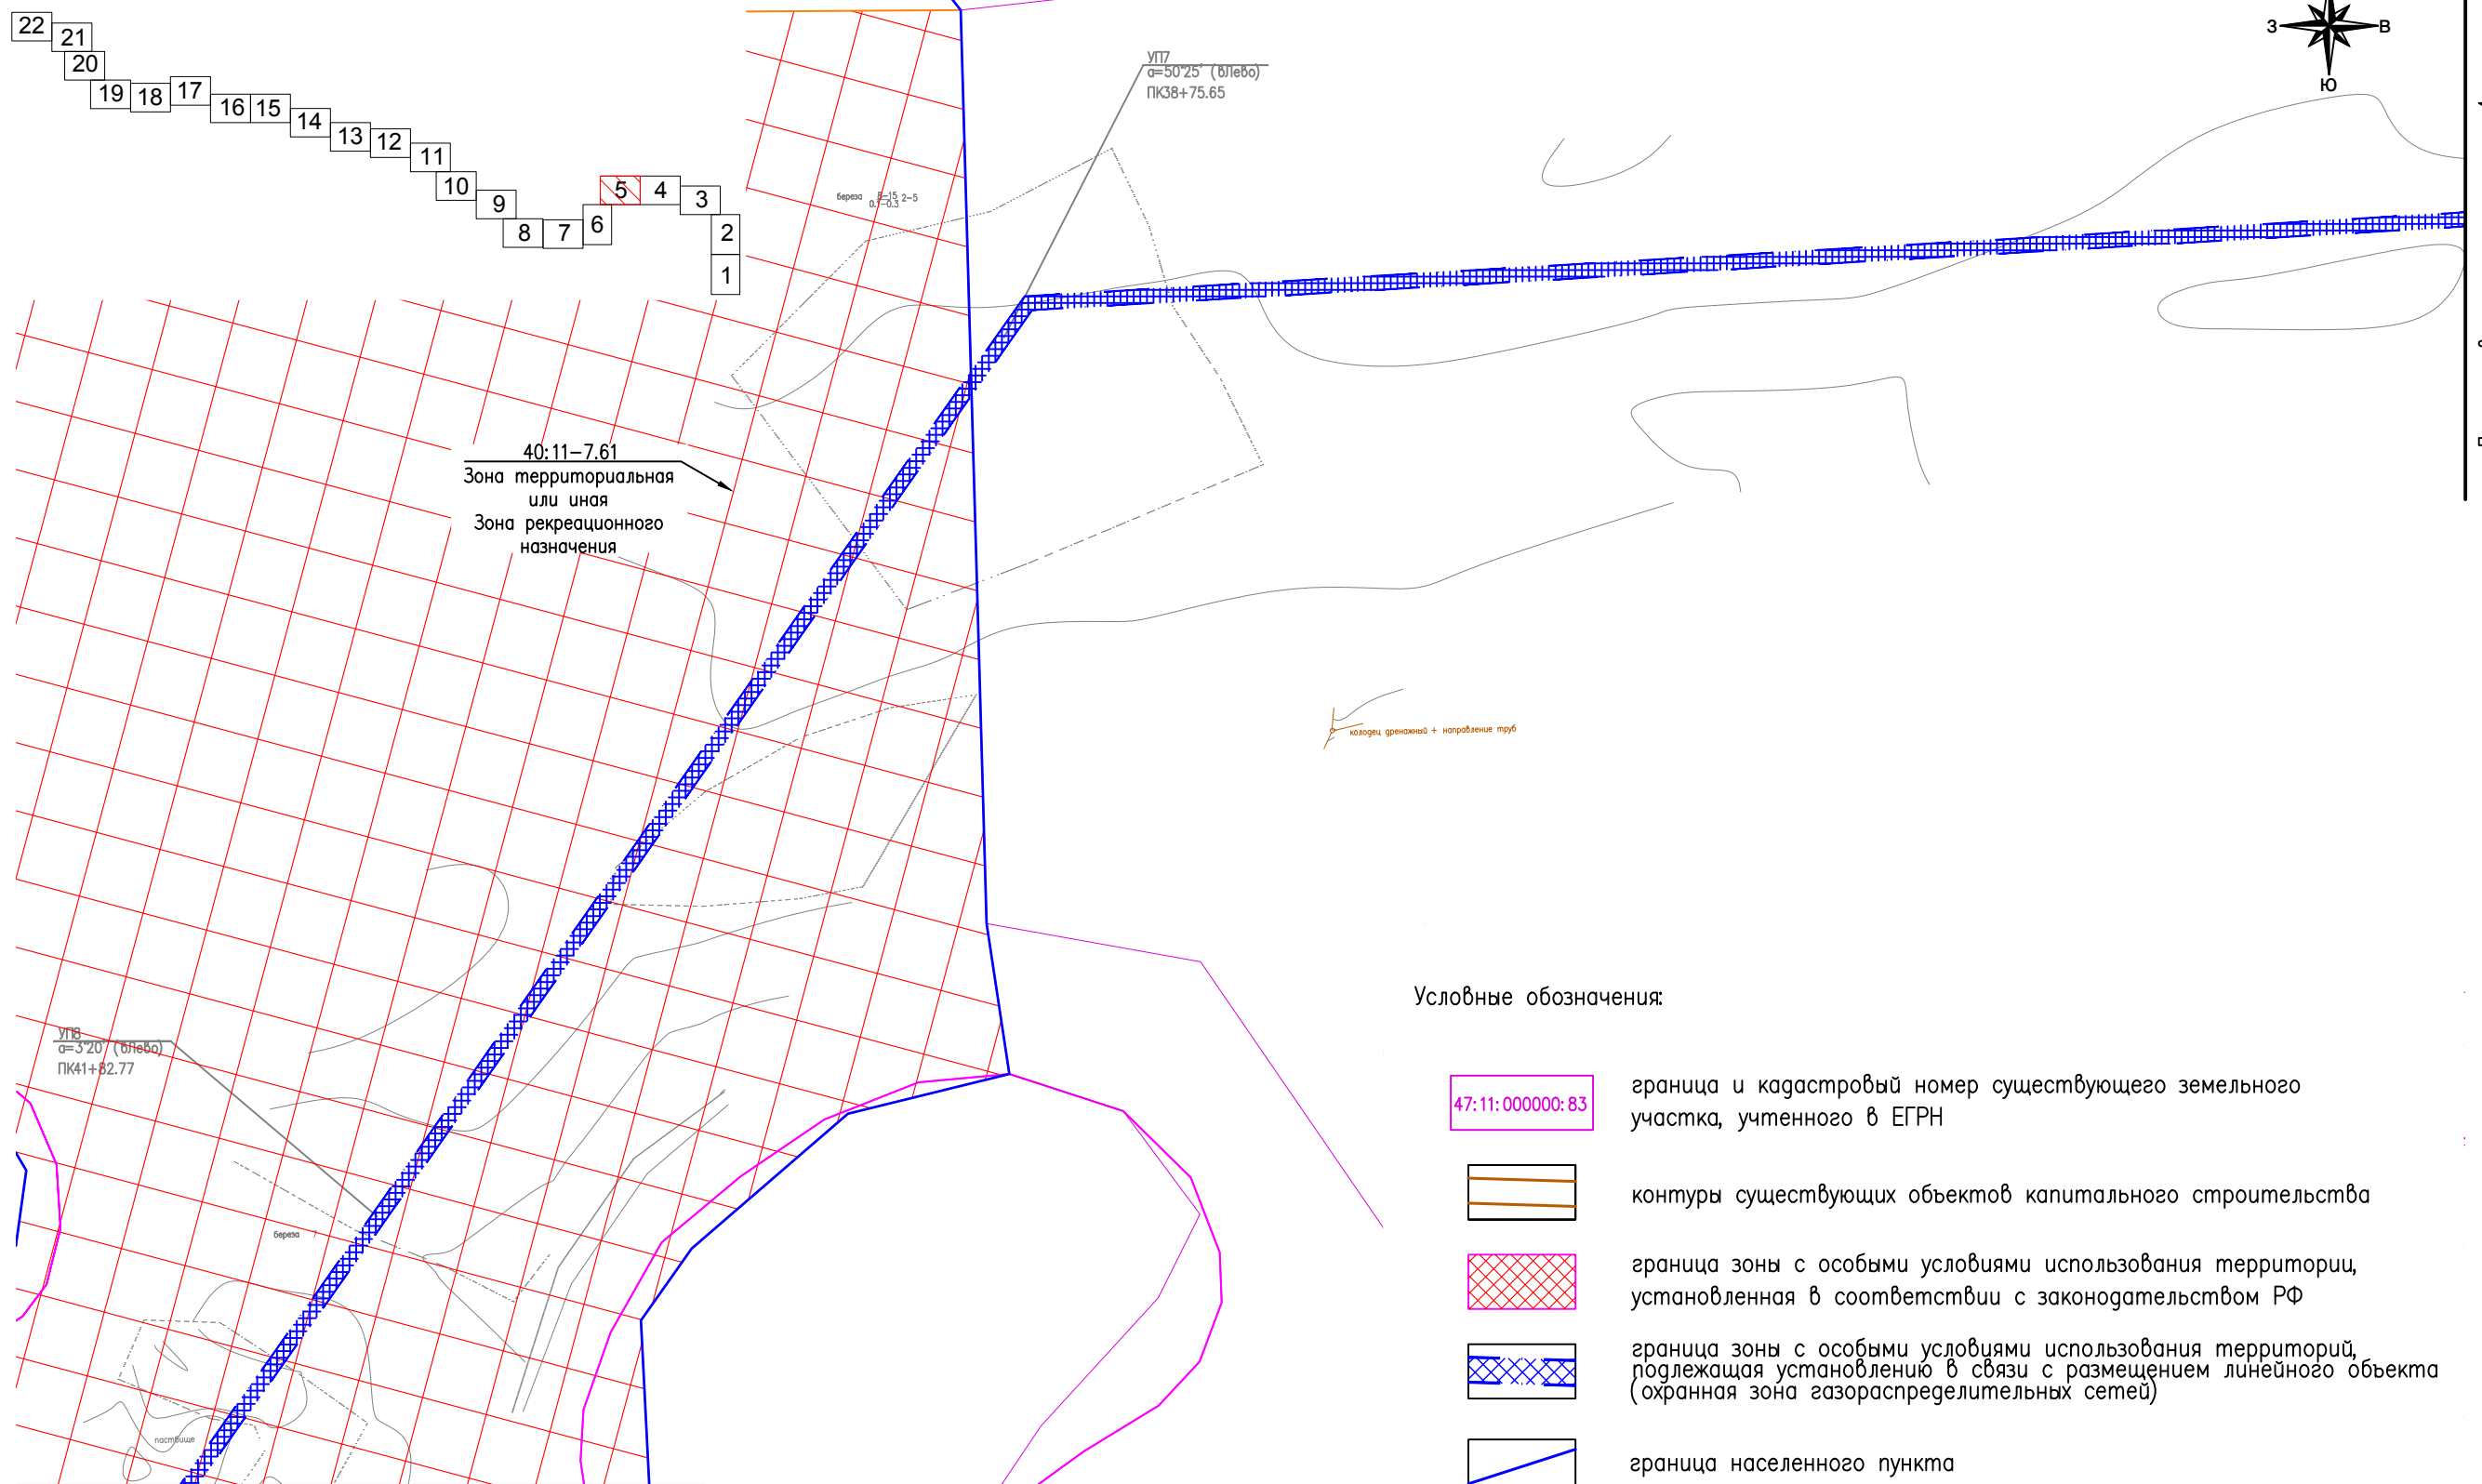 22
21
20
19
18
17
16
15
14
13
12
11
10
9
8
7
6
5
4
3
2
1
УП7
α=50°25' (вЛево)
ПК38+75.65
З
В
Ю
береза 2-5
40:11-7.61
Зона территориальная
или иная
Зона рекреационного
назначения
колодец дренажный + направление труб
УП8
α=3°20' (вЛево)
ПК41+82.77
береза 7
пастбище
Условные обозначения:
47:11:000000:83
граница и кадастровый номер существующего земельного
участка, учтенного в ЕГРН
контуры существующих объектов капитального строительства
граница зоны с особыми условиями использования территории,
установленная в соответствии с законодательством РФ
граница зоны с особыми условиями использования территорий,
подлежащая установлению в связи с размещением линейного объекта
(охранная зона газораспределительных сетей)
граница населенного пункта